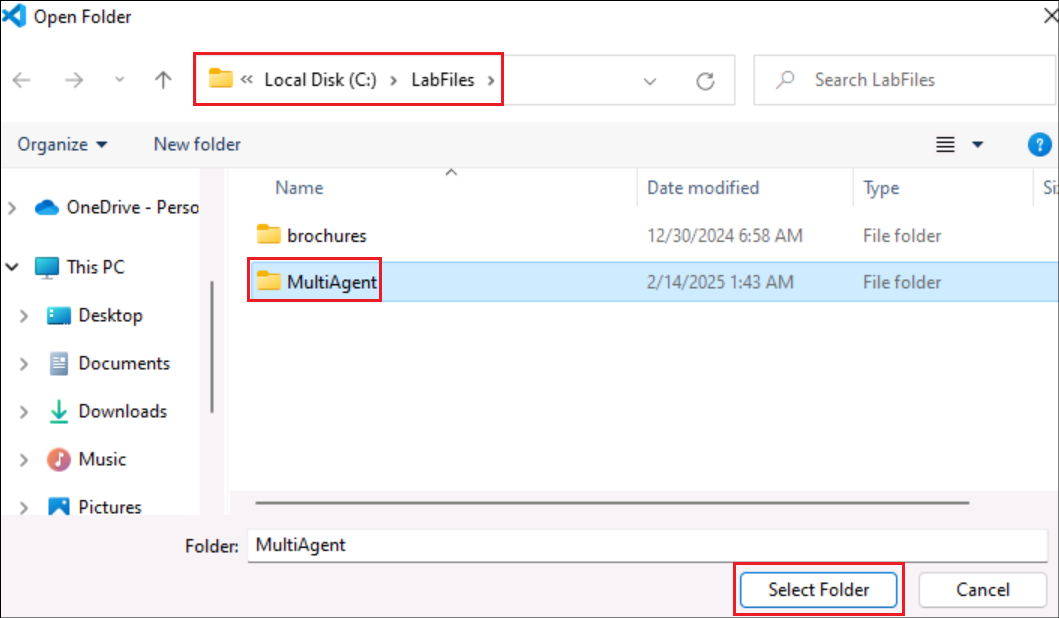 Open Folder
« Local Disk (C:) > LabFiles >
Search LabFiles
Organize
New folder
?
Name
Date modified
Type
OneDrive - Perso
brochures
12/30/2024 6:58 AM
File folder
This PC
MultiAgent
2/14/2025 1:43 AM
File folder
Desktop
Documents
Downloads
Music
Pictures
Folder:
MultiAgent
Select Folder
Cancel